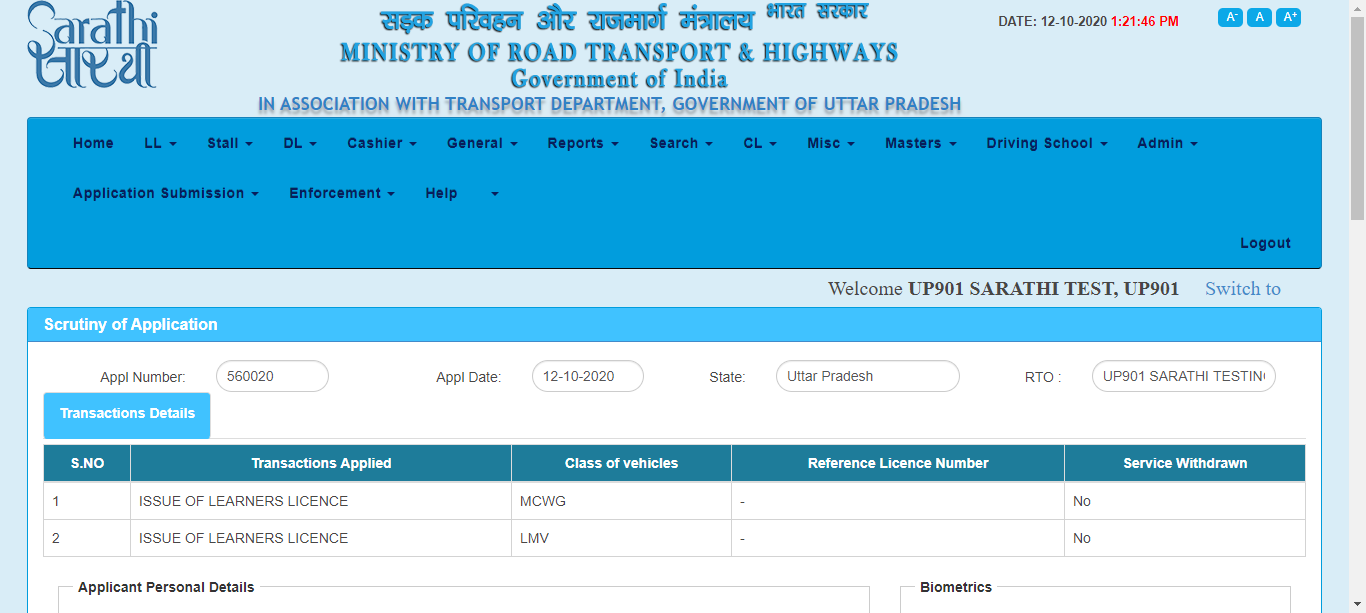 Sarathi
सारथी
सड़क परिवहन और राजमार्ग मंत्रालय भारत सरकार
MINISTRY OF ROAD TRANSPORT & HIGHWAYS
Government of India
IN ASSOCIATION WITH TRANSPORT DEPARTMENT, GOVERNMENT OF UTTAR PRADESH
DATE: 12-10-2020 1:21:46 PM
A- A A+
Home LL Stall DL Cashier General Reports Search CL Misc Masters Driving School Admin
Application Submission Enforcement Help
Logout
Welcome UP901 SARATHI TEST, UP901 Switch to
Scrutiny of Application
Appl Number: 560020 Appl Date: 12-10-2020 State: Uttar Pradesh RTO : UP901 SARATHI TESTIN
Transactions Details
S.NO Transactions Applied Class of vehicles Reference Licence Number Service Withdrawn
1 ISSUE OF LEARNERS LICENCE MCWG - No
2 ISSUE OF LEARNERS LICENCE LMV - No
Applicant Personal Details Biometrics